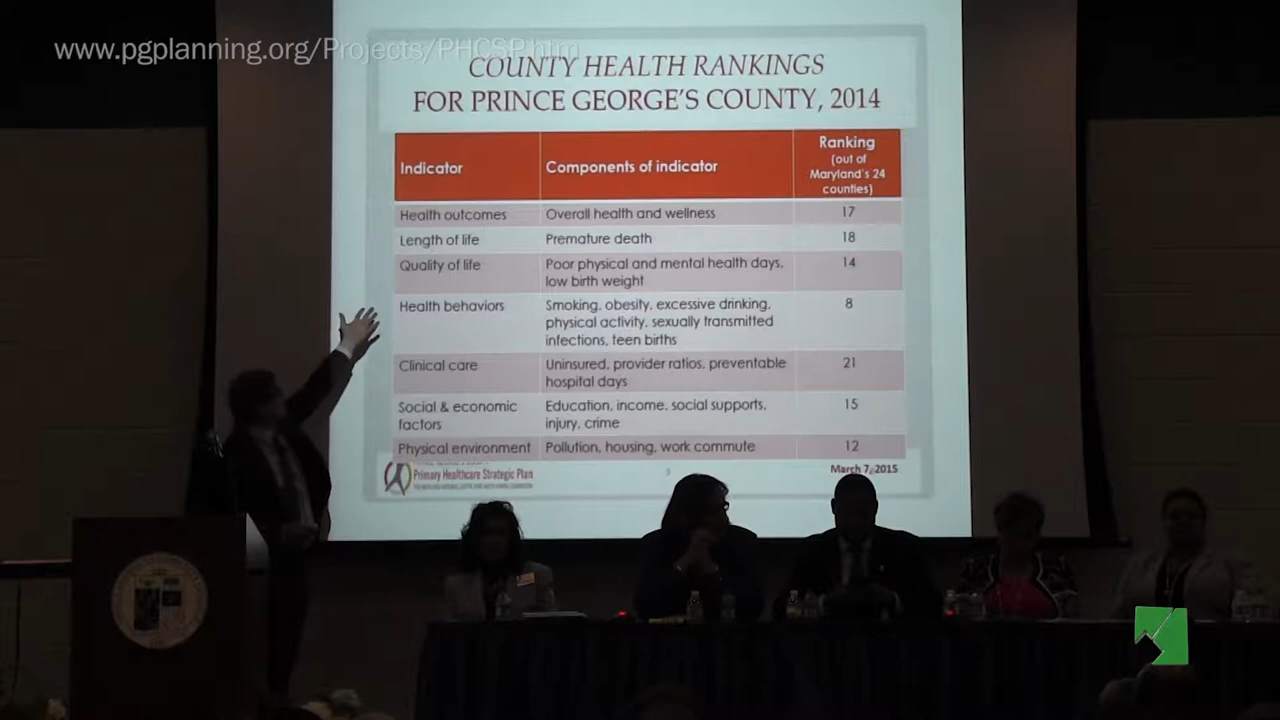 www.pgplanning.org/Projects/PHCSP.htm
COUNTY HEALTH RANKINGS
FOR PRINCE GEORGE'S COUNTY, 2014
Indicator
Components of indicator
Ranking
(out of
Maryland's 24
counties)
Health outcomes
Overall health and wellness
17
Length of life
Premature death
18
Quality of life
Poor physical and mental health days,
low birth weight
14
Health behaviors
Smoking, obesity, excessive drinking,
physical activity, sexually transmitted
infections, teen births
8
Clinical care
Uninsured, provider ratios, preventable
hospital days
21
Social & economic
factors
Education, income, social supports,
injury, crime
15
Physical environment
Pollution, housing, work commute
12
Primary Healthcare Strategic Plan
March 7, 2015